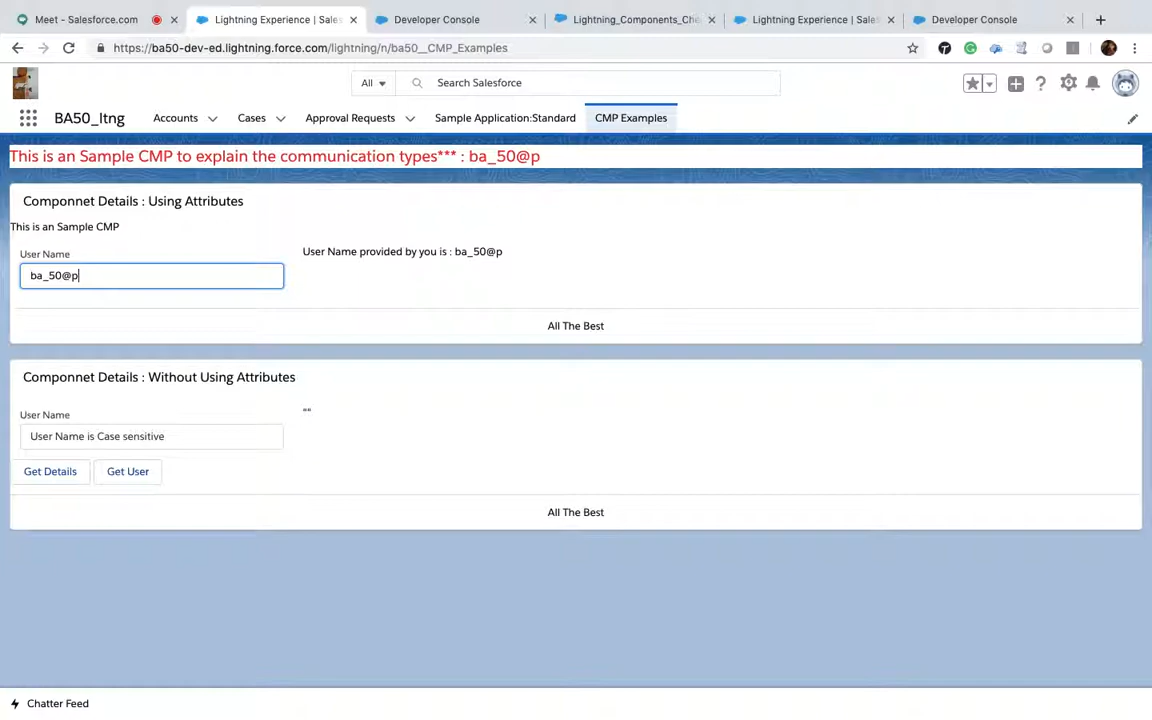 Meet - Salesforce.com
Lightning Experience | Sales
Developer Console
Lightning_Components_Che
Lightning Experience | Sales
Developer Console
https://ba50-dev-ed.lightning.force.com/lightning/n/ba50__CMP_Examples
All
Search Salesforce
BA50_ltng
Accounts
Cases
Approval Requests
Sample Application:Standard
CMP Examples
This is an Sample CMP to explain the communication types*** : ba_50@p
Componnet Details : Using Attributes
This is an Sample CMP
User Name
User Name provided by you is : ba_50@p
ba_50@p
All The Best
Componnet Details : Without Using Attributes
User Name
""
User Name is Case sensitive
Get Details
Get User
All The Best
Chatter Feed